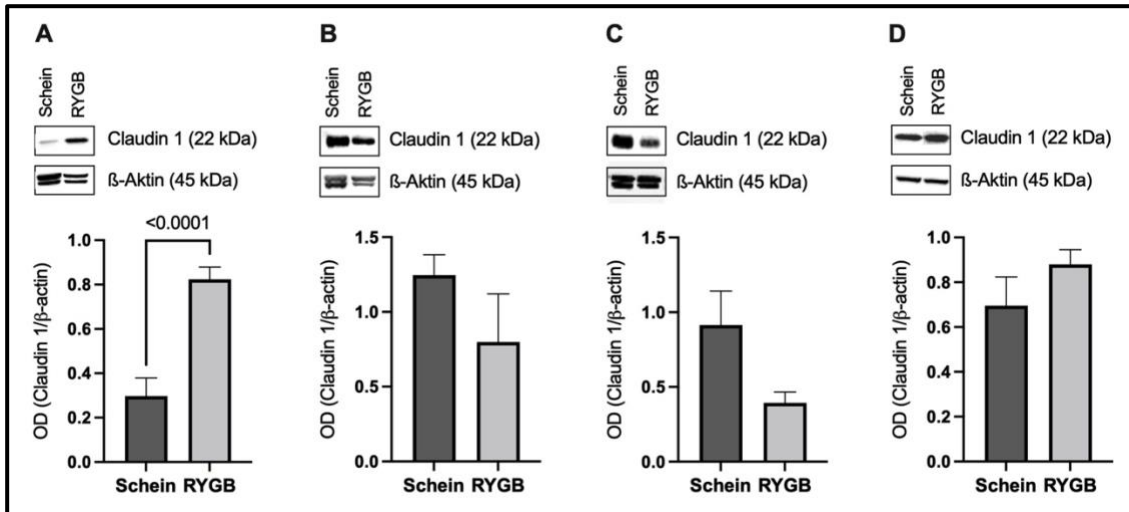 A
Schein
RYGB
Claudin 1 (22 kDa)
ß-Aktin (45 kDa)
<0.0001
OD (Claudin 1/β-actin)
1.0
0.8
0.6
0.4
0.2
0.0
Schein RYGB
B
Schein
RYGB
Claudin 1 (22 kDa)
ß-Aktin (45 kDa)
OD (Claudin 1/β-actin)
1.5
1.0
0.5
0.0
Schein RYGB
C
Schein
RYGB
Claudin 1 (22 kDa)
ß-Aktin (45 kDa)
OD (Claudin 1/β-actin)
1.5
1.0
0.5
0.0
Schein RYGB
D
Schein
RYGB
Claudin 1 (22 kDa)
ß-Aktin (45 kDa)
OD (Claudin 1/β-actin)
1.0
0.8
0.6
0.4
0.2
0.0
Schein RYGB